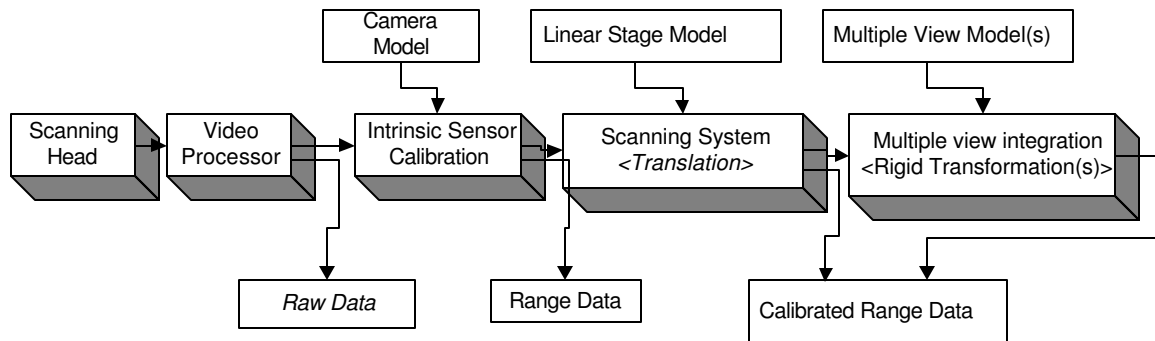 Camera
Model
Linear Stage Model
Multiple View Model(s)
Scanning
Head
Video
Processor
Intrinsic Sensor
Calibration
Scanning System
<Translation>
Multiple view integration
<Rigid Transformation(s)>
Raw Data
Range Data
Calibrated Range Data